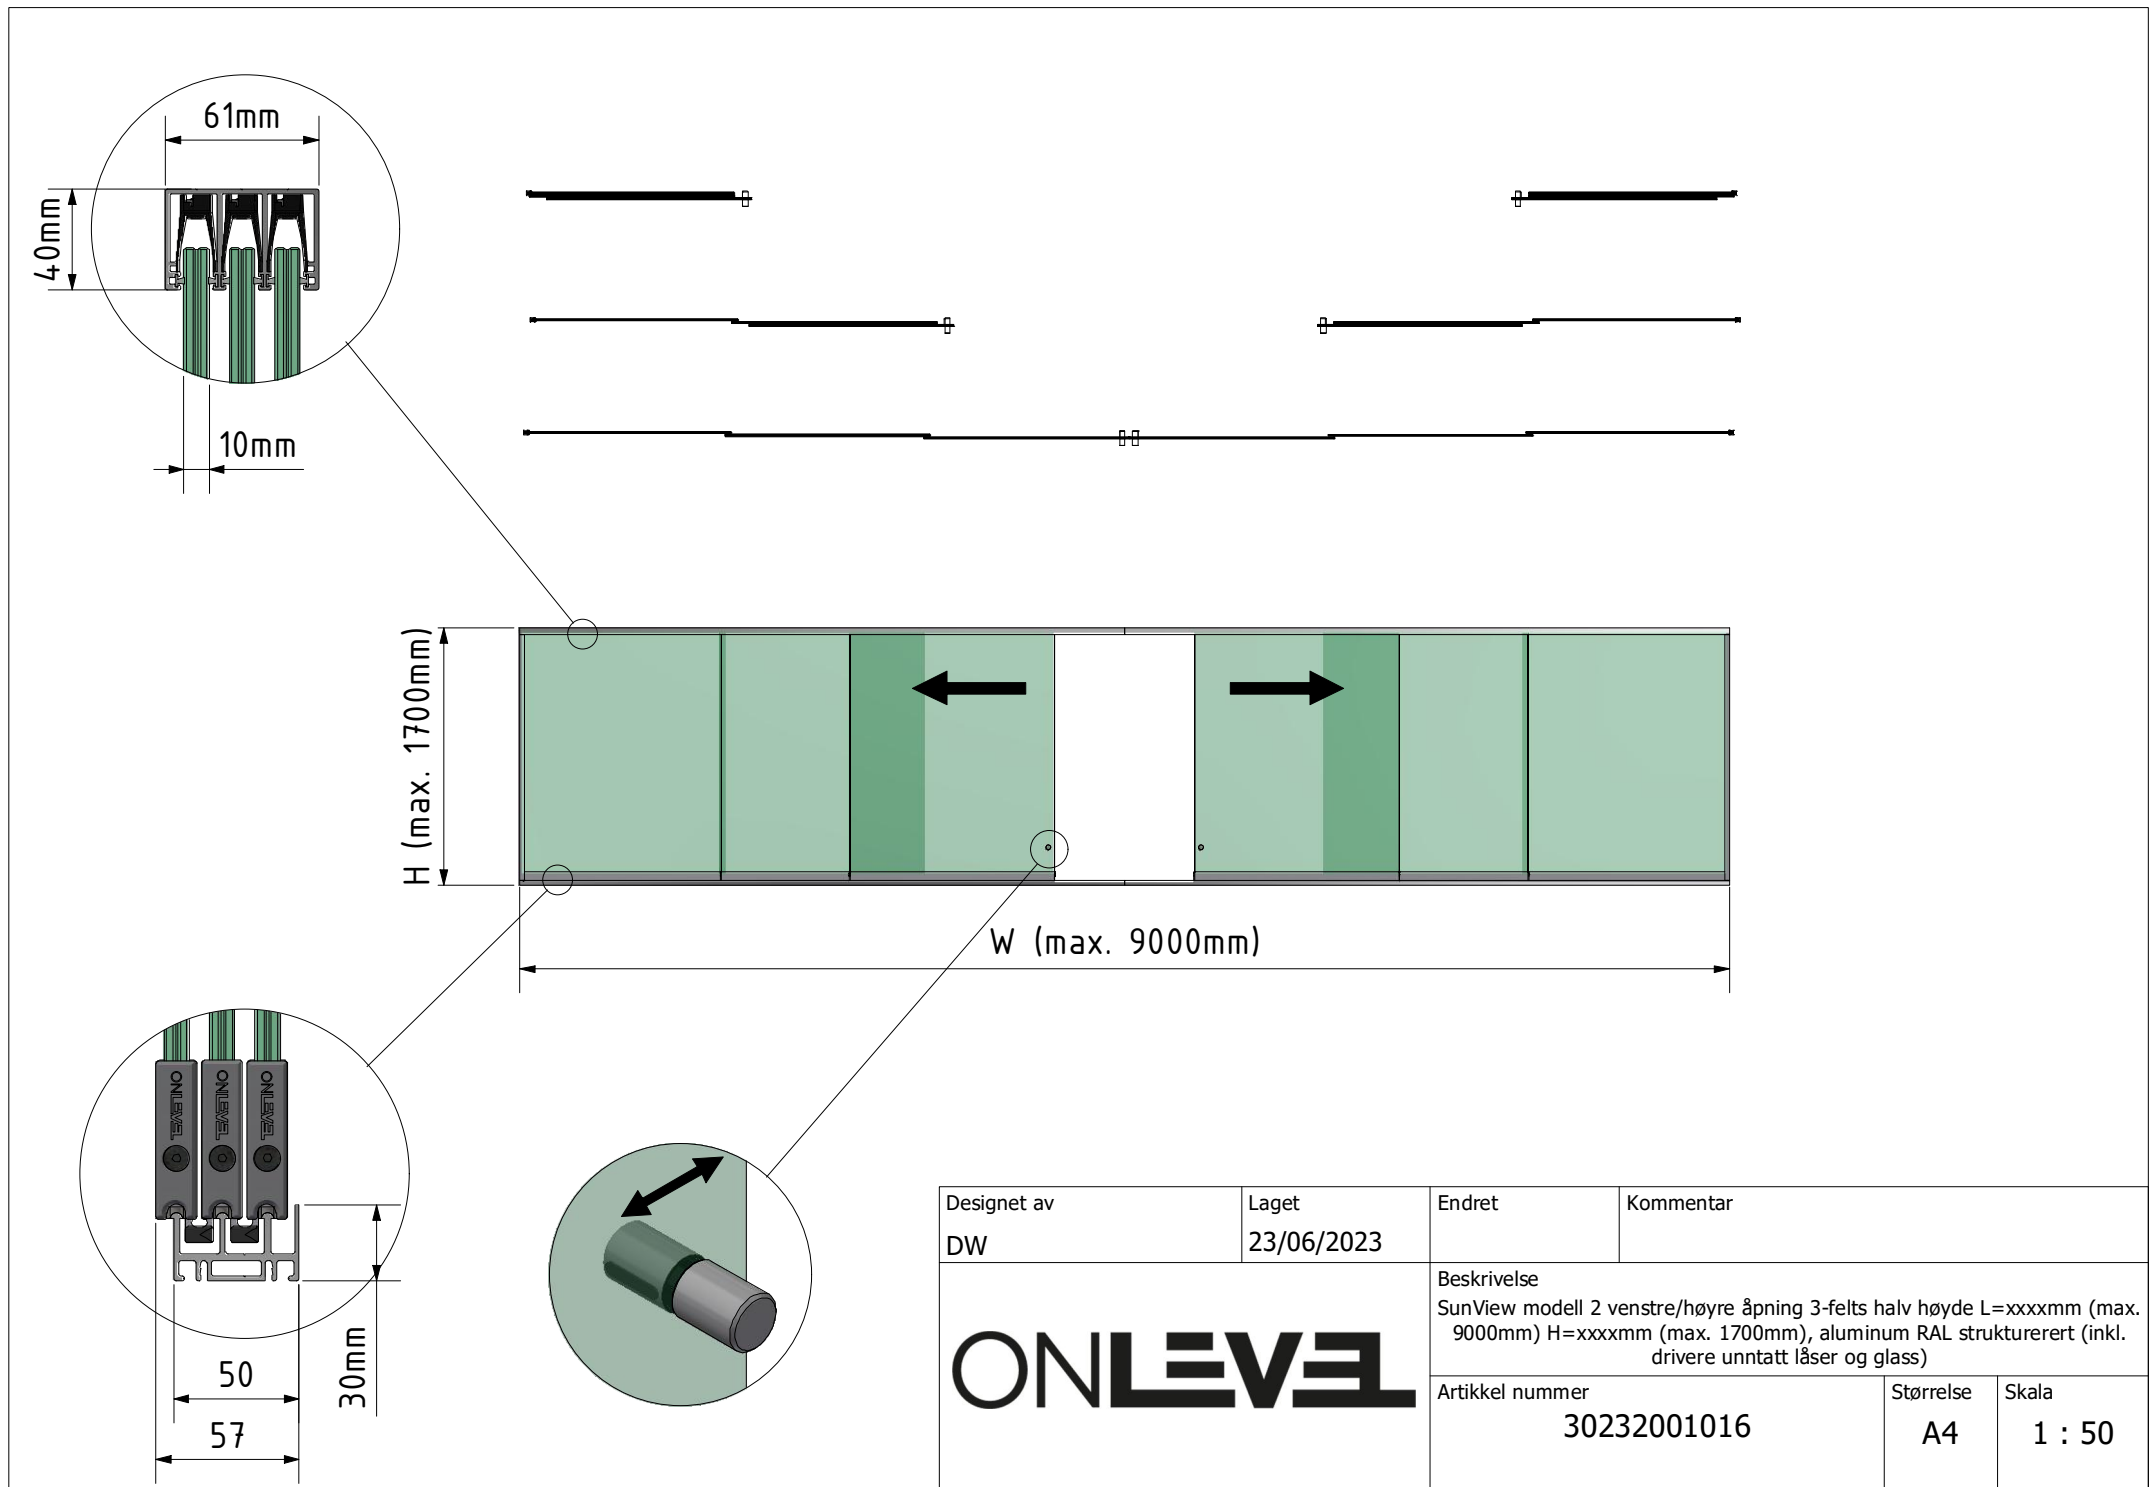 61mm
40mm
10mm
H (max. 1700mm)
W (max. 9000mm)
ONLEVEL
ONLEVEL
ONLEVEL
30mm
50
57
Designet av
DW
Laget
23/06/2023
Endret
Kommentar
ONLEVEL
Beskrivelse
SunView modell 2 venstre/høyre åpning 3-felts halv høyde L=xxxxmm (max.
9000mm) H=xxxxmm (max. 1700mm), aluminum RAL strukturerert (inkl.
drivere unntatt låser og glass)
Artikkel nummer
30232001016
Størrelse
A4
Skala
1 : 50